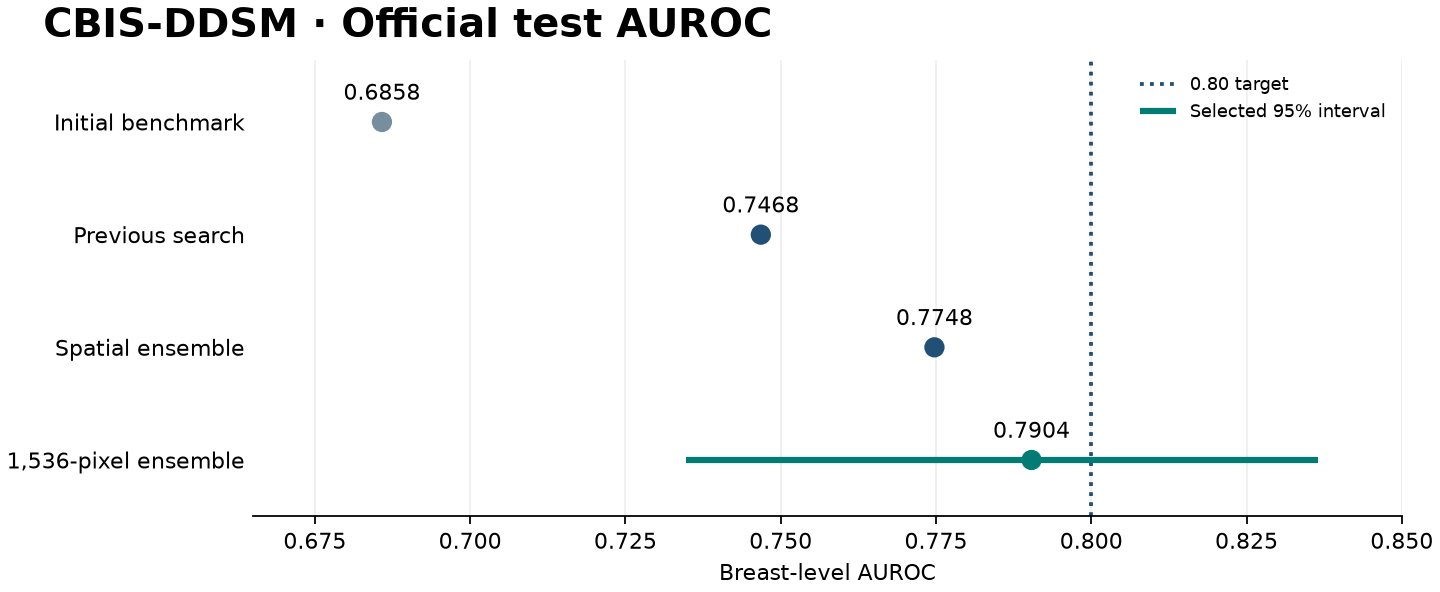 CBIS-DDSM · Official test AUROC
0.80 target
Selected 95% interval
Initial benchmark
0.6858
Previous search
0.7468
Spatial ensemble
0.7748
1,536-pixel ensemble
0.7904
0.675 0.700 0.725 0.750 0.775 0.800 0.825 0.850
Breast-level AUROC